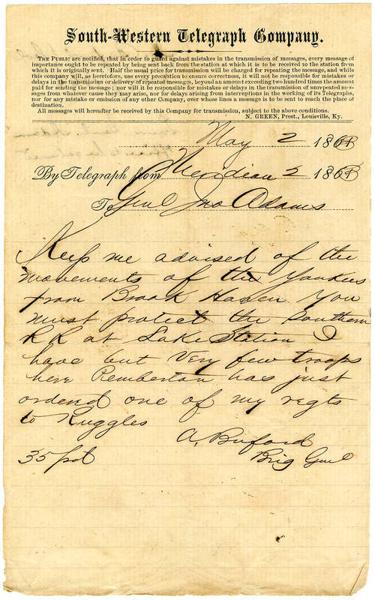 South-Western Telegraph Company.
THE PUBLIC are notified, that in order to guard against mistakes in the transmission of messages, every message of
importance ought to be repeated by being sent back from the station at which it is to be received to the station from
which it is originally sent. Half the usual price for transmission will be charged for repeating the message, and while
this company will, as heretofore, use every precaution to ensure correctness, it will not be responsible for mistakes or
delays in the transmission or delivery of repeated messages, beyond an amount exceeding two hundred times the amount
paid for sending the message; nor will it be responsible for mistakes or delays in the transmission of unrepeated mes-
sages from whatever cause they may arise, nor for delays arising from interruptions in the working of its Telegraphs,
nor for any mistake or omission of any other Company, over whose lines a message is to be sent to reach the place of
destination.
All messages will hereafter be received by this Company for transmission, subject to the above conditions.
N. GREEN, Prest., Louisville, Ky.
May 2 1863
By Telegraph from Meridian 2 1863
To Genl Jno Adams
Keep me advised of the
movements of the Yankees
from Brook Haven You
must protect the Southern
RR at Lake Station I
have but very few troops
here Pemberton has just
orderd one of my regts
to Ruggles
A. Buford
35 pd Brig Genl